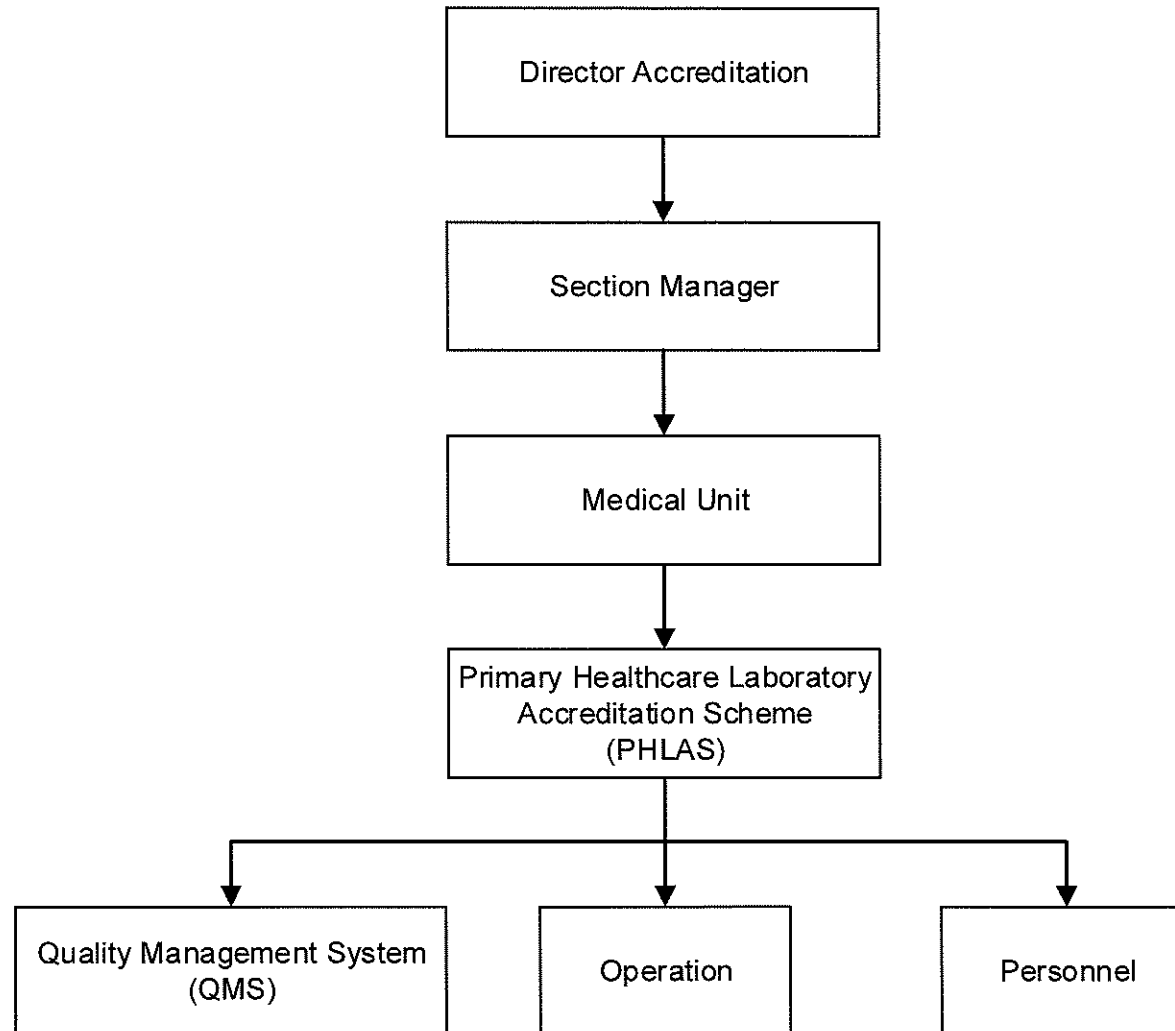 Director Accreditation
Section Manager
Medical Unit
Primary Healthcare Laboratory
Accreditation Scheme
(PHLAS)
Quality Management System
(QMS)
Operation
Personnel